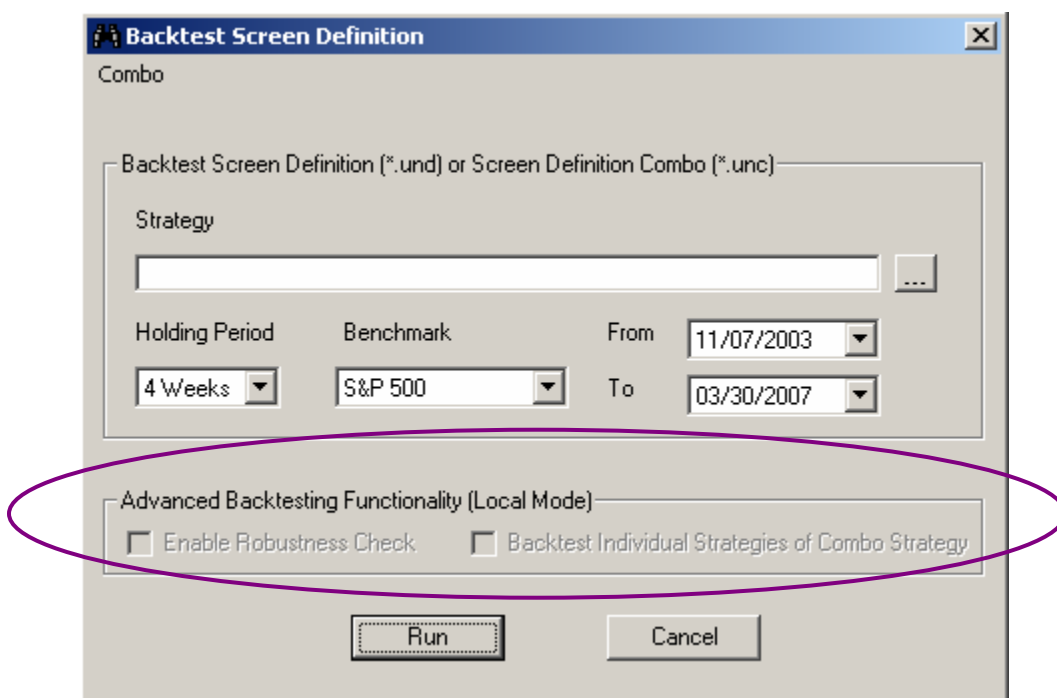 Backtest Screen Definition
Combo
Backtest Screen Definition (*.und) or Screen Definition Combo (*.unc)
Strategy
...
Holding Period Benchmark From 11/07/2003
4 Weeks S&P 500 To 03/30/2007
Advanced Backtesting Functionality (Local Mode)
Enable Robustness Check Backtest Individual Strategies of Combo Strategy
Run Cancel